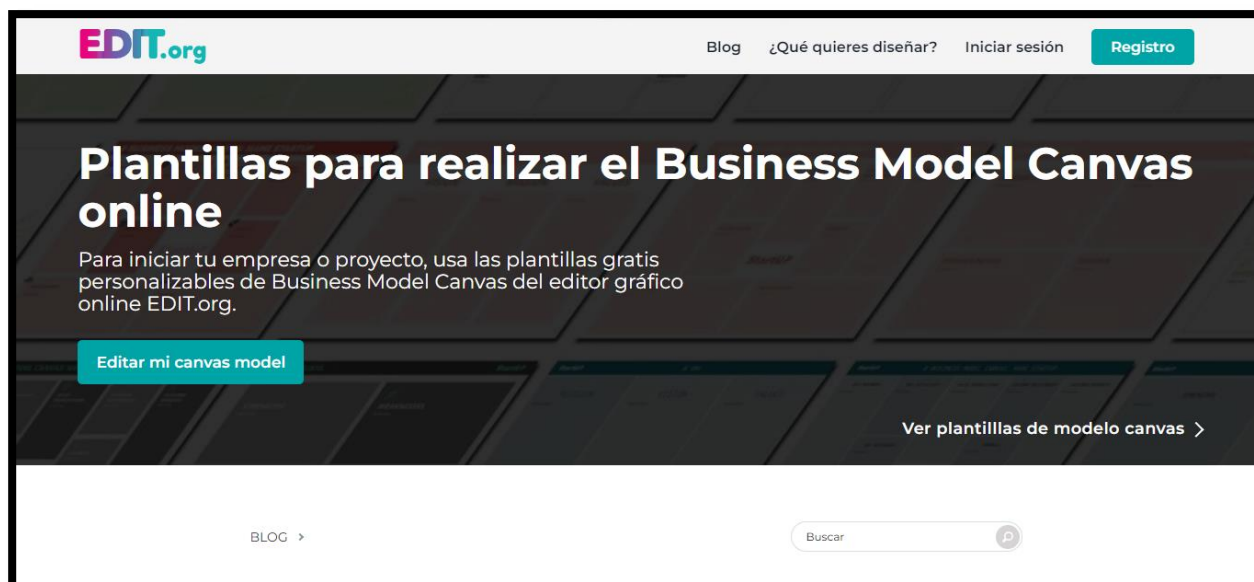 EDIT.org
Blog ¿Qué quieres diseñar? Iniciar sesión Registro
Plantillas para realizar el Business Model Canvas
online
Para iniciar tu empresa o proyecto, usa las plantillas gratis
personalizables de Business Model Canvas del editor gráfico
online EDIT.org.
Editar mi canvas model
Ver plantilllas de modelo canvas >
BLOG >
Buscar